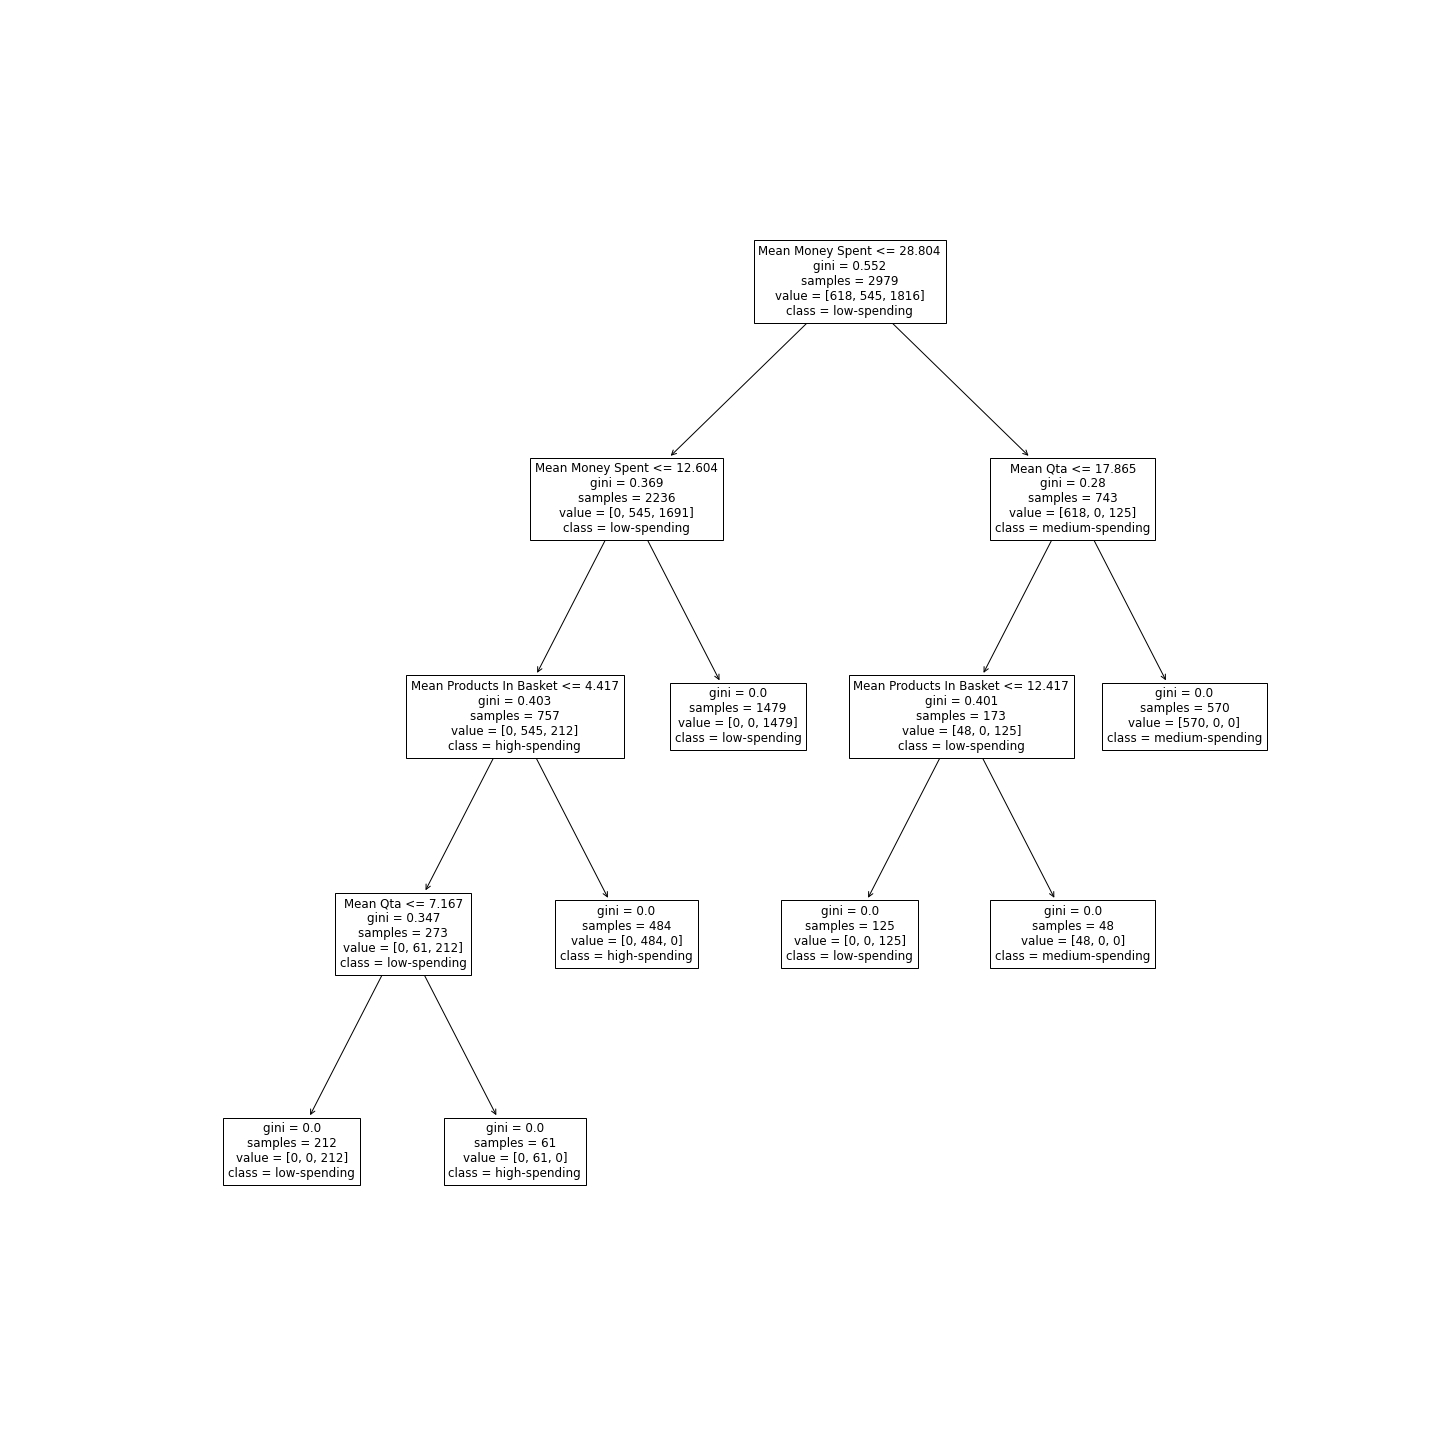 Mean Money Spent <= 28.804
gini = 0.552
samples = 2979
value = [618, 545, 1816]
class = low-spending
Mean Money Spent <= 12.604
gini = 0.369
samples = 2236
value = [0, 545, 1691]
class = low-spending
Mean Qta <= 17.865
gini = 0.28
samples = 743
value = [618, 0, 125]
class = medium-spending
Mean Products In Basket <= 4.417
gini = 0.403
samples = 757
value = [0, 545, 212]
class = high-spending
gini = 0.0
samples = 1479
value = [0, 0, 1479]
class = low-spending
Mean Products In Basket <= 12.417
gini = 0.401
samples = 173
value = [48, 0, 125]
class = low-spending
gini = 0.0
samples = 570
value = [570, 0, 0]
class = medium-spending
Mean Qta <= 7.167
gini = 0.347
samples = 273
value = [0, 61, 212]
class = low-spending
gini = 0.0
samples = 484
value = [0, 484, 0]
class = high-spending
gini = 0.0
samples = 125
value = [0, 0, 125]
class = low-spending
gini = 0.0
samples = 48
value = [48, 0, 0]
class = medium-spending
gini = 0.0
samples = 212
value = [0, 0, 212]
class = low-spending
gini = 0.0
samples = 61
value = [0, 61, 0]
class = high-spending